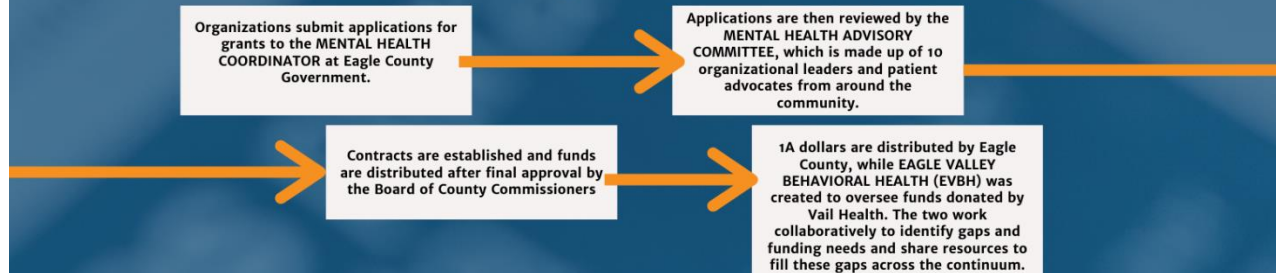 Organizations submit applications for
grants to the MENTAL HEALTH
COORDINATOR at Eagle County
Government.
Applications are then reviewed by the
MENTAL HEALTH ADVISORY
COMMITTEE, which is made up of 10
organizational leaders and patient
advocates from around the
community.
Contracts are established and funds
are distributed after final approval by
the Board of County Commissioners
1A dollars are distributed by Eagle
County, while EAGLE VALLEY
BEHAVIORAL HEALTH (EVBH) was
created to oversee funds donated by
Vail Health. The two work
collaboratively to identify gaps and
funding needs and share resources to
fill these gaps across the continuum.